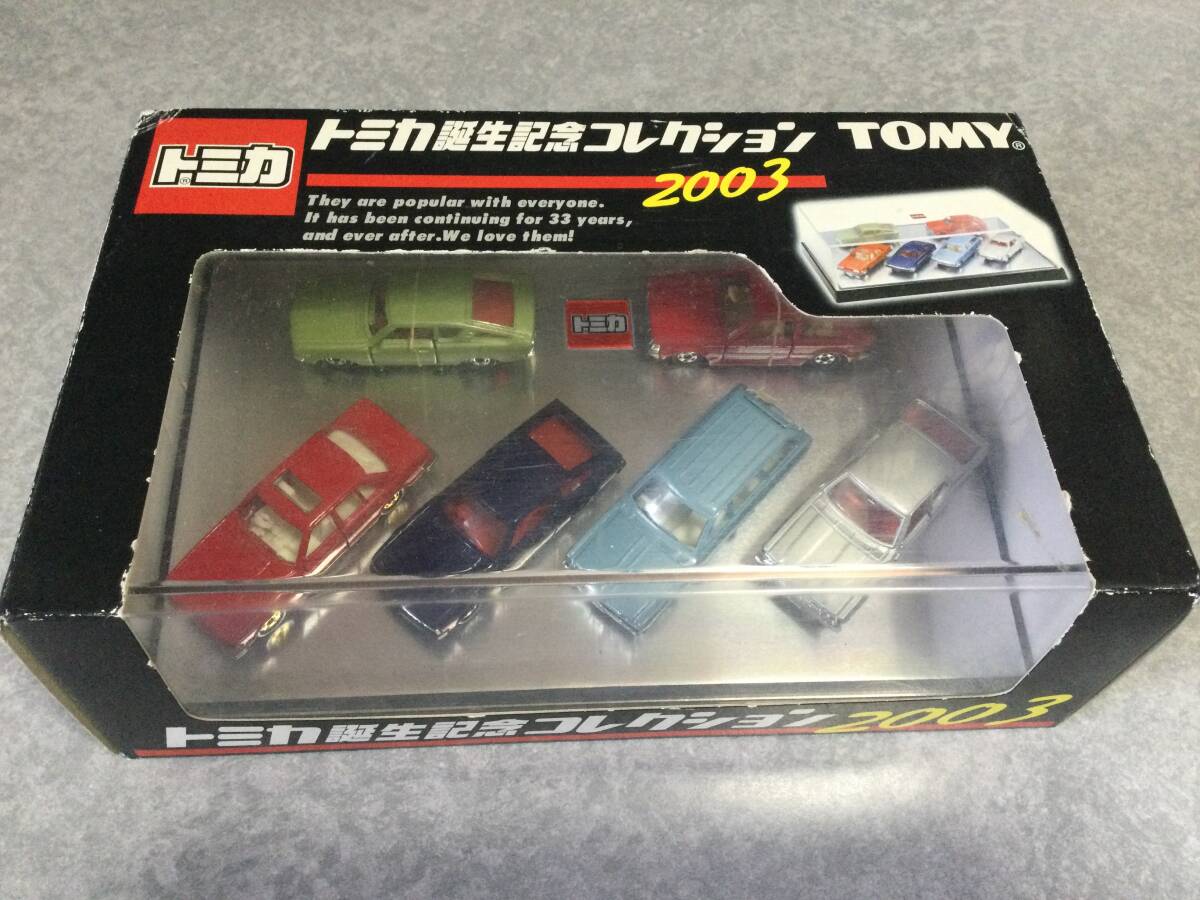 トミカ®
トミカ誕生記念コレクション TOMY®
2003
They are popular with everyone.
It has been continuing for 33 years,
and ever after.We love them!
トミカ
トミカ誕生記念コレクション 2003